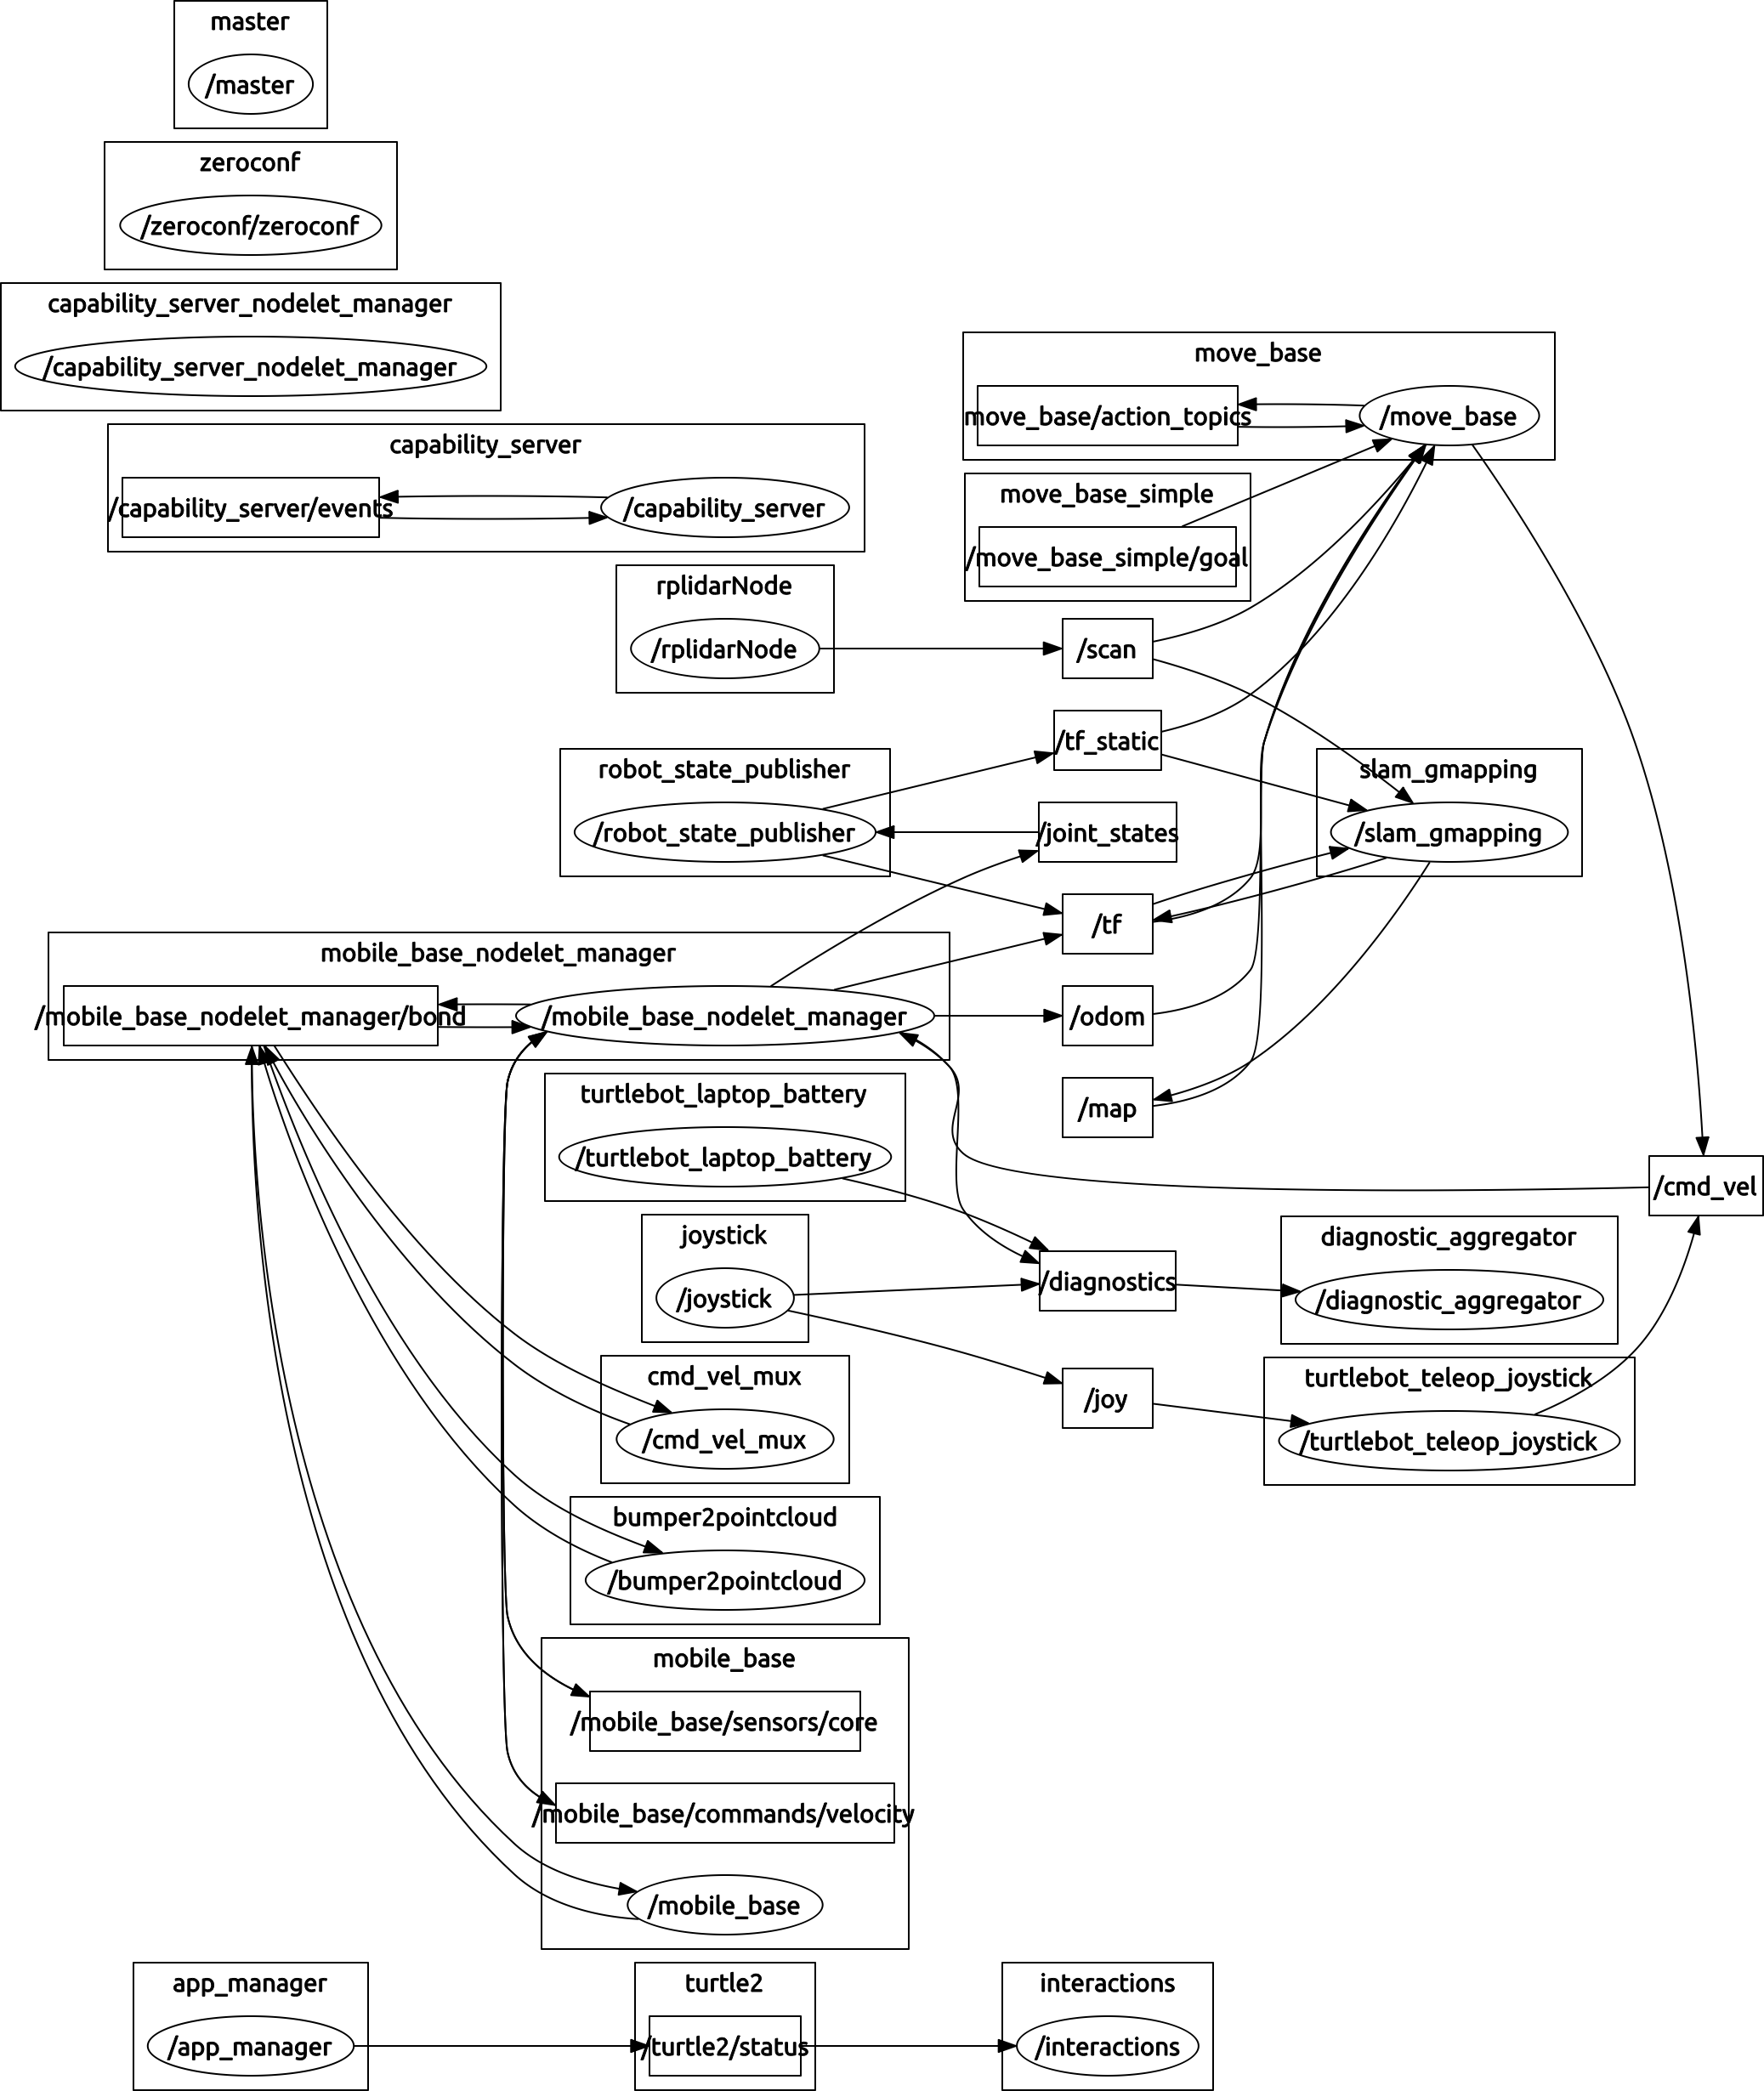 master
/master
zeroconf
/zeroconf/zeroconf
capability_server_nodelet_manager
/capability_server_nodelet_manager
capability_server
/capability_server/events
/capability_server
move_base
move_base/action_topics
/move_base
move_base_simple
/move_base_simple/goal
rplidarNode
/rplidarNode
/scan
/tf_static
robot_state_publisher
/robot_state_publisher
/joint_states
slam_gmapping
/slam_gmapping
/tf
mobile_base_nodelet_manager
/mobile_base_nodelet_manager/bond
/mobile_base_nodelet_manager
/odom
/map
turtlebot_laptop_battery
/turtlebot_laptop_battery
/cmd_vel
joystick
/joystick
/diagnostics
diagnostic_aggregator
/diagnostic_aggregator
cmd_vel_mux
/cmd_vel_mux
/joy
turtlebot_teleop_joystick
/turtlebot_teleop_joystick
bumper2pointcloud
/bumper2pointcloud
mobile_base
/mobile_base/sensors/core
/mobile_base/commands/velocity
/mobile_base
app_manager
/app_manager
turtle2
/turtle2/status
interactions
/interactions